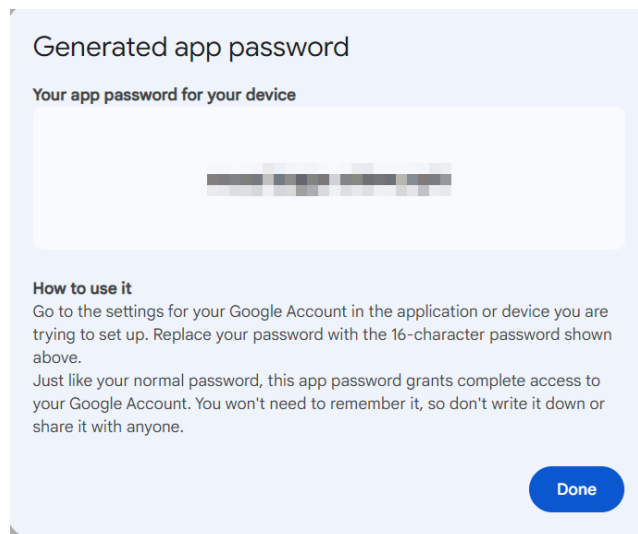 Generated app password
Your app password for your device
How to use it
Go to the settings for your Google Account in the application or device you are
trying to set up. Replace your password with the 16-character password shown
above.
Just like your normal password, this app password grants complete access to
your Google Account. You won't need to remember it, so don't write it down or
share it with anyone.
Done